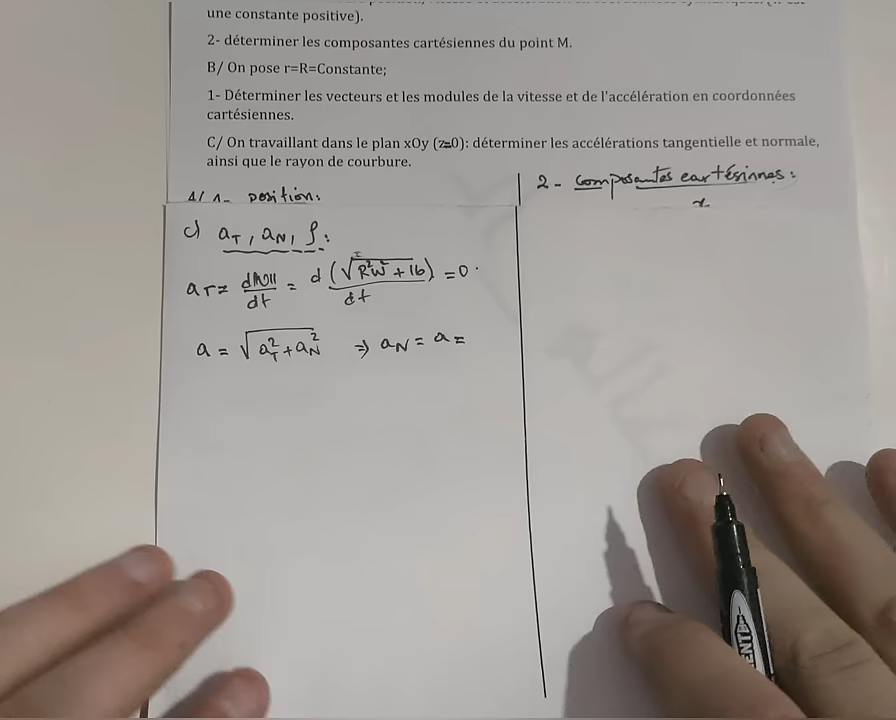 une constante positive).
2- déterminer les composantes cartésiennes du point M.
B/ On pose r=R=Constante;
1- Déterminer les vecteurs et les modules de la vitesse et de l'accélération en coordonnées
cartésiennes.
C/ On travaillant dans le plan xOy (z=0): déterminer les accélérations tangentielle et normale,
ainsi que le rayon de courbure.
A/ 1- position:
2- composantes cartésinnes:
x
c) aT, aN, ρ:
aT = d||V||/dt = d(√(R²w²+16))/dt = 0.
a = √(aT² + aN²) ⇒ aN = a =